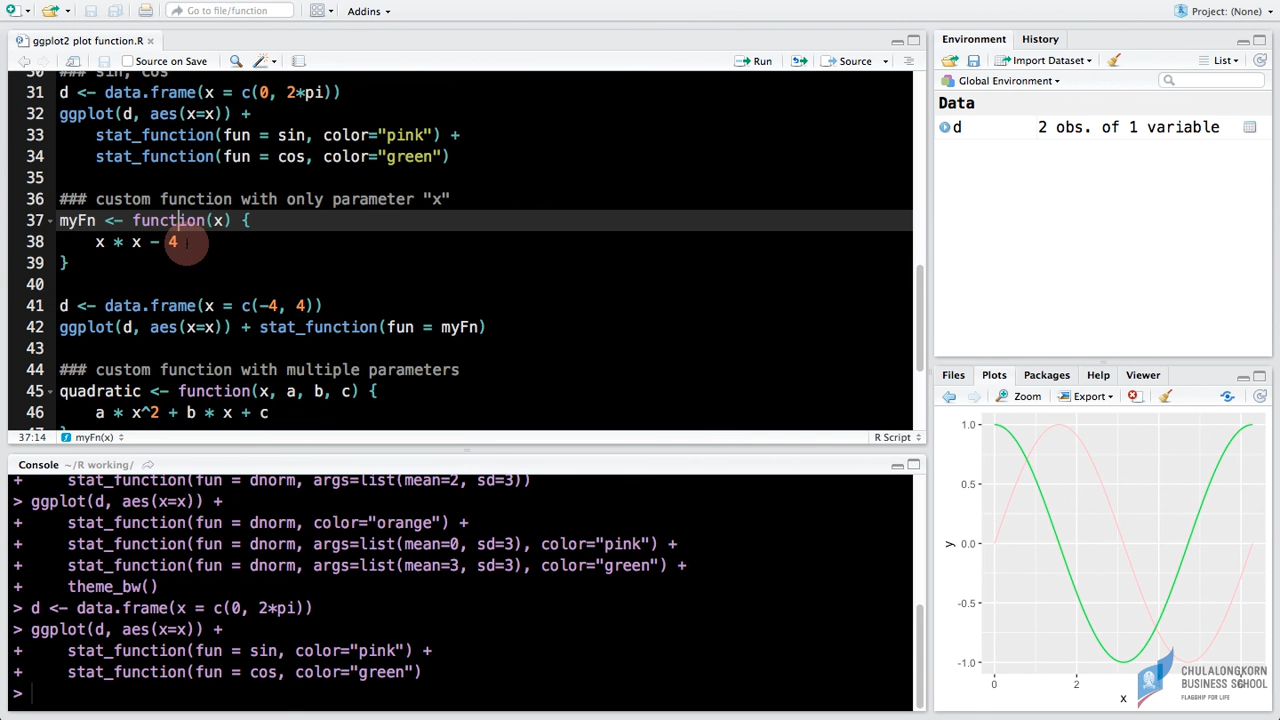 Go to file/function
Addins
Project: (None)
ggplot2 plot function.R
Source on Save
Run
Source
30 ### sin, cos
31 d <- data.frame(x = c(0, 2*pi))
32 ggplot(d, aes(x=x)) +
33 stat_function(fun = sin, color="pink") +
34 stat_function(fun = cos, color="green")
35
36 ### custom function with only parameter "x"
37 myFn <- function(x) {
38 x * x - 4
39 }
40
41 d <- data.frame(x = c(-4, 4))
42 ggplot(d, aes(x=x)) + stat_function(fun = myFn)
43
44 ### custom function with multiple parameters
45 quadratic <- function(x, a, b, c) {
46 a * x^2 + b * x + c
37:14 myFn(x) R Script
Console ~/R working/
+ stat_function(fun = dnorm, args=list(mean=2, sd=3))
> ggplot(d, aes(x=x)) +
+ stat_function(fun = dnorm, color="orange") +
+ stat_function(fun = dnorm, args=list(mean=0, sd=3), color="pink") +
+ stat_function(fun = dnorm, args=list(mean=3, sd=3), color="green") +
+ theme_bw()
> d <- data.frame(x = c(0, 2*pi))
> ggplot(d, aes(x=x)) +
+ stat_function(fun = sin, color="pink") +
+ stat_function(fun = cos, color="green")
>
Environment History
Import Dataset List
Global Environment
Data
d 2 obs. of 1 variable
Files Plots Packages Help Viewer
Zoom Export
1.0
0.5
0.0
-0.5
-1.0
y
0 2
x
CHULALONGKORN
BUSINESS SCHOOL
FLAGSHIP FOR LIFE